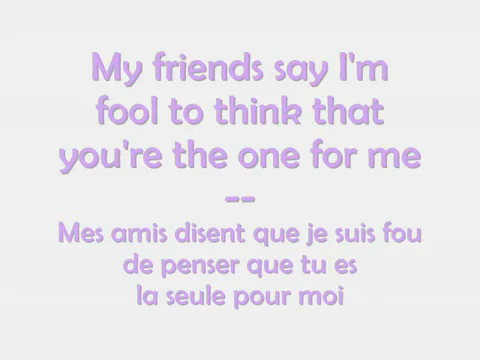 My friends say I'm
fool to think that
you're the one for me
--
Mes amis disent que je suis fou
de penser que tu es
la seule pour moi